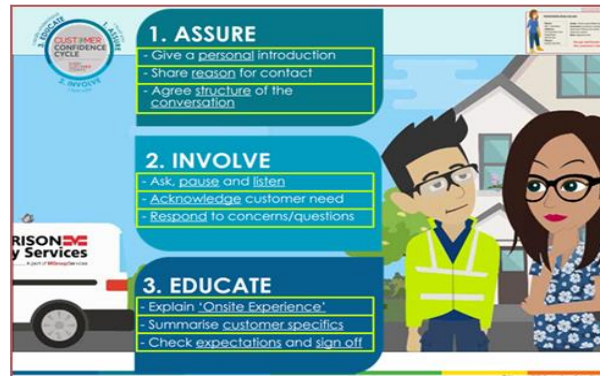 3. EDUCATE
1. ASSURE
CUSTOMER
CONFIDENCE
CYCLE
2. INVOLVE
1. ASSURE
- Give a personal introduction
- Share reason for contact
- Agree structure of the
conversation
2. INVOLVE
- Ask, pause and listen
- Acknowledge customer need
- Respond to concerns/questions
RISON
y Services
3. EDUCATE
- Explain ‘Onsite Experience’
- Summarise customer specifics
- Check expectations and sign off